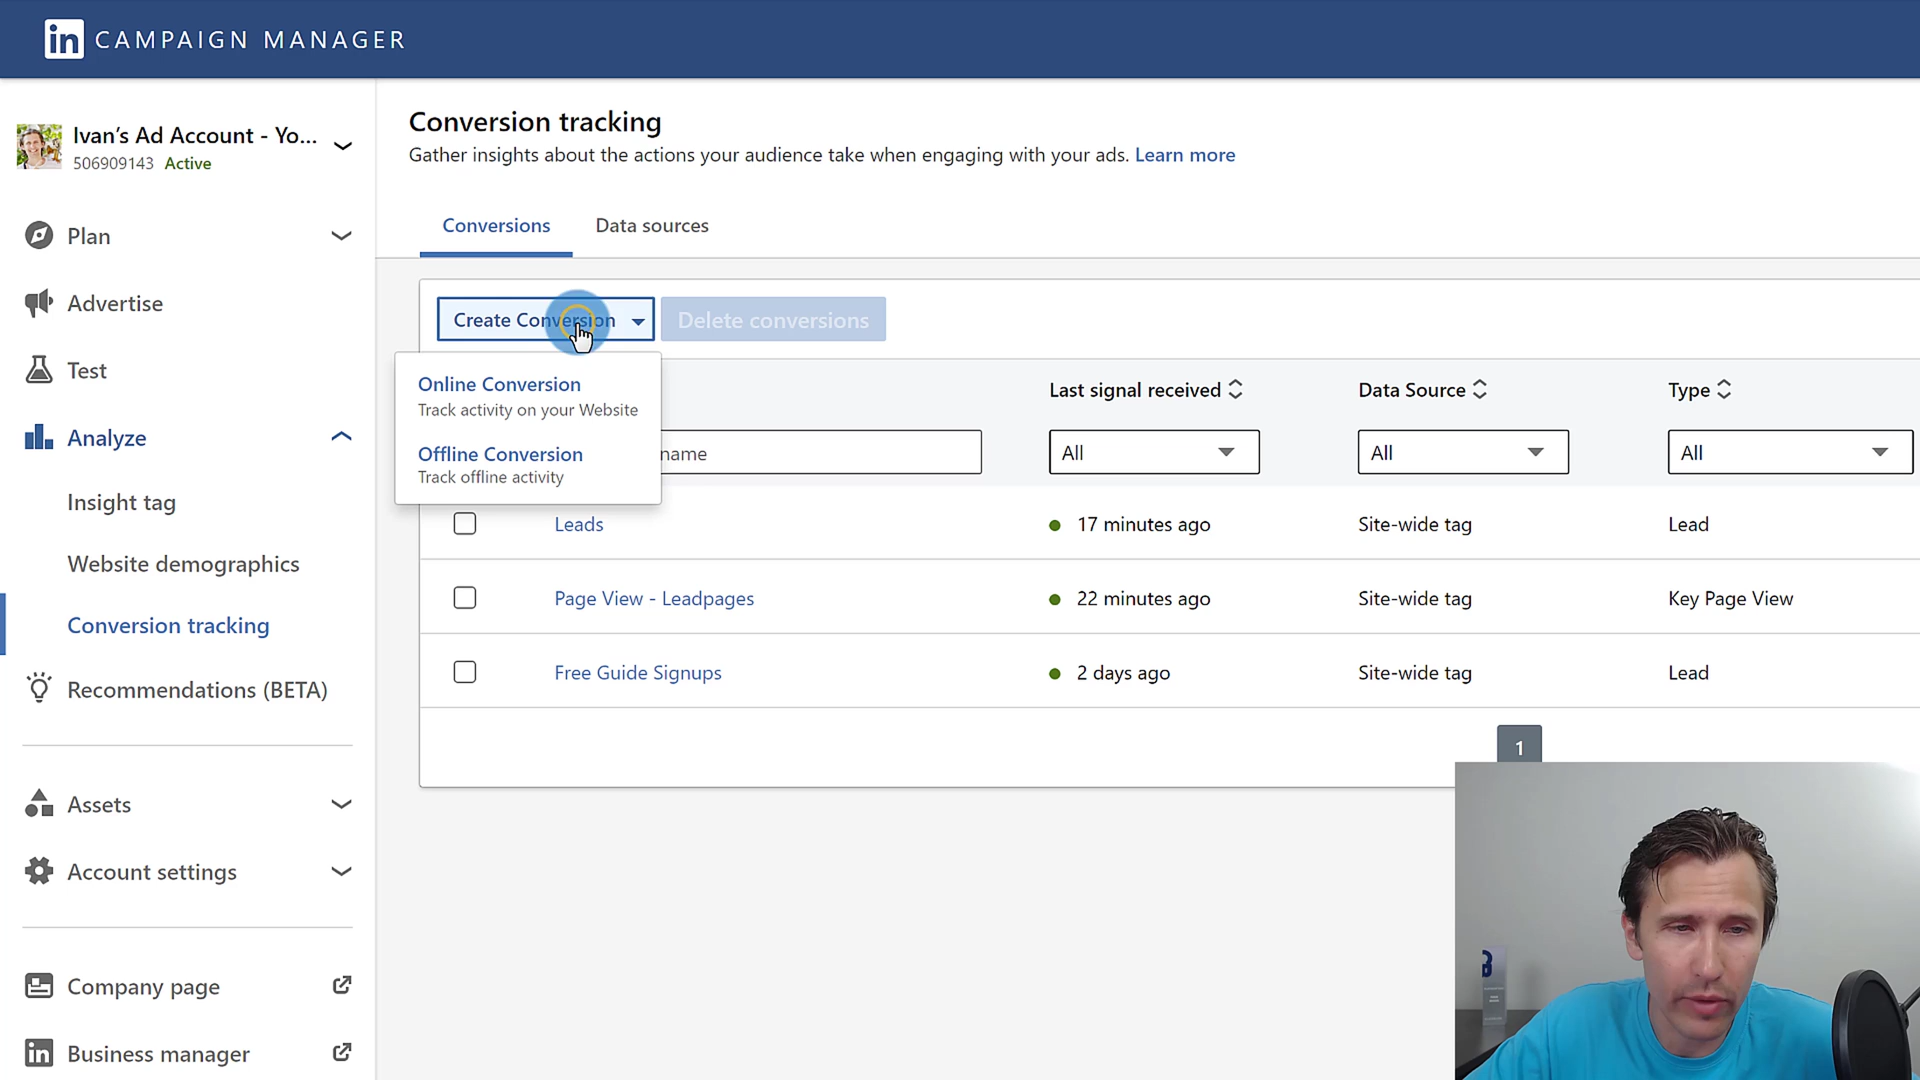 in CAMPAIGN MANAGER
Ivan's Ad Account - Yo...
506909143 Active
Plan
Advertise
Test
Analyze
Insight tag
Website demographics
Conversion tracking
Recommendations (BETA)
Assets
Account settings
Company page
Business manager
Conversion tracking
Gather insights about the actions your audience take when engaging with your ads. Learn more
Conversions Data sources
Create Conversion Delete conversions
Online Conversion
Track activity on your Website
Offline Conversion
Track offline activity
name
Last signal received Data Source Type
All All All
Leads 17 minutes ago Site-wide tag Lead
Page View - Leadpages 22 minutes ago Site-wide tag Key Page View
Free Guide Signups 2 days ago Site-wide tag Lead
1